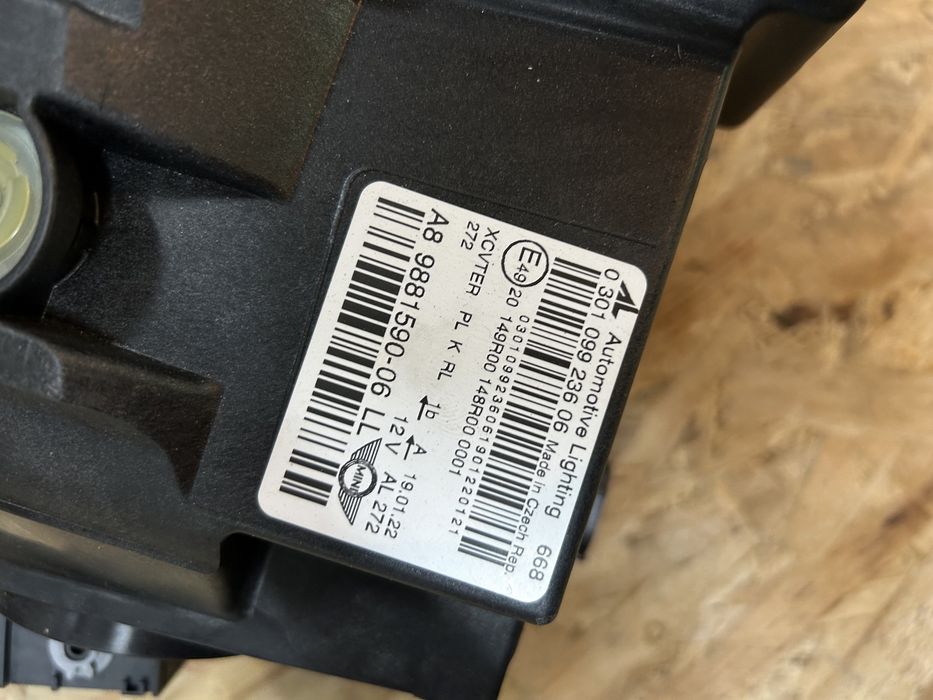 AL Automotive Lighting 668
0 301 099 236 06 Made in Czech Rep.
0301099236061901220121
E49 20 149R00 148R00 0001
272
XCVTER PL K RL 1b A 19.01.22
12V AL 272
A8 9881590-06 LL
MINI